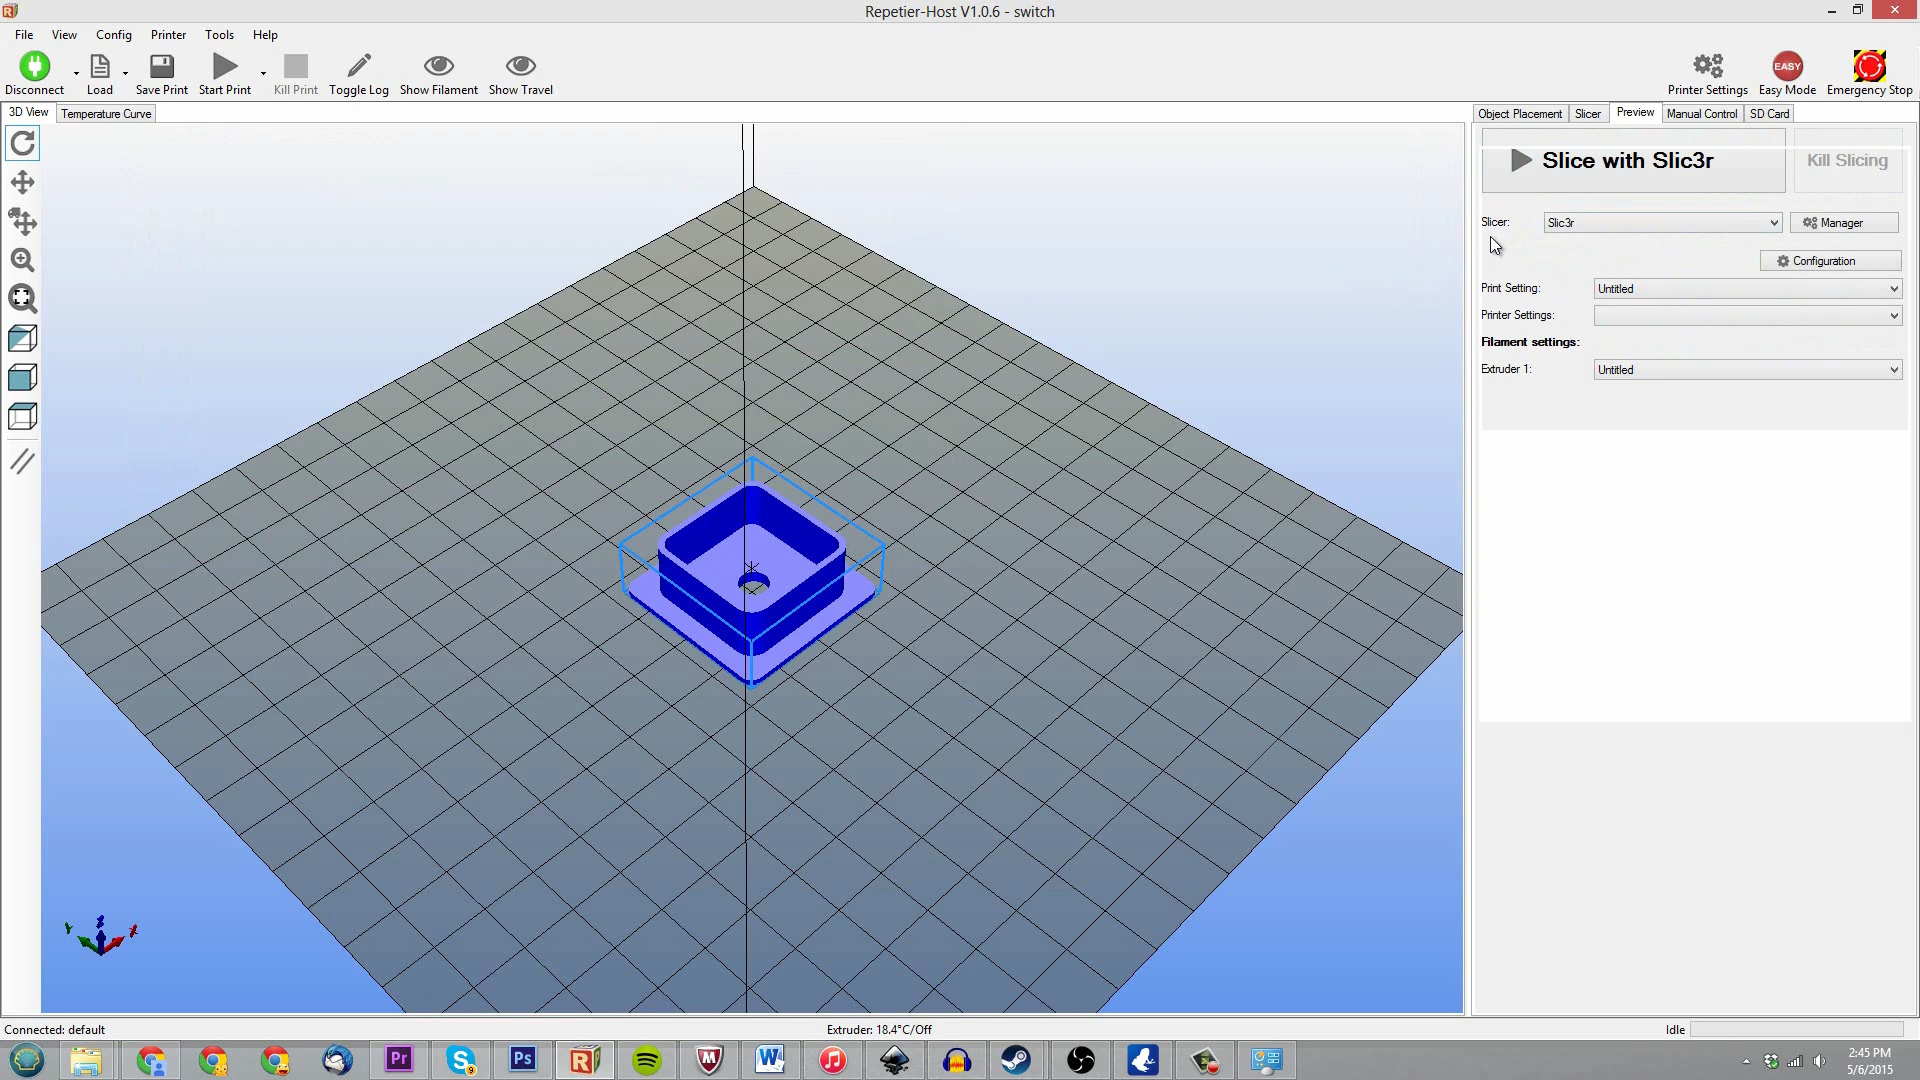 Repetier-Host V1.0.6 - switch
File View Config Printer Tools Help
Disconnect Load Save Print Start Print Kill Print Toggle Log Show Filament Show Travel
EASY
Printer Settings Easy Mode Emergency Stop
3D View Temperature Curve
Object Placement Slicer Preview Manual Control SD Card
Slice with Slic3r Kill Slicing
Slicer: Slic3r Manager
Configuration
Print Setting: Untitled
Printer Settings:
Filament settings:
Extruder 1: Untitled
Connected: default Extruder: 18.4°C/Off Idle
Pr Ps R W
9
2:45 PM
5/6/2015